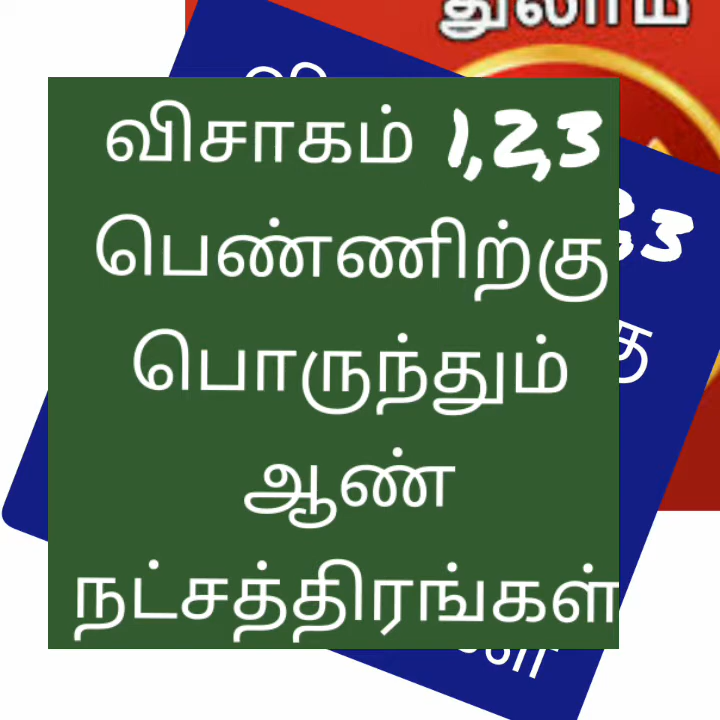 துலாம்
விசாகம் 1,2,3
பெண்ணிற்கு
பொருந்தும்
ஆண்
நட்சத்திரங்கள்